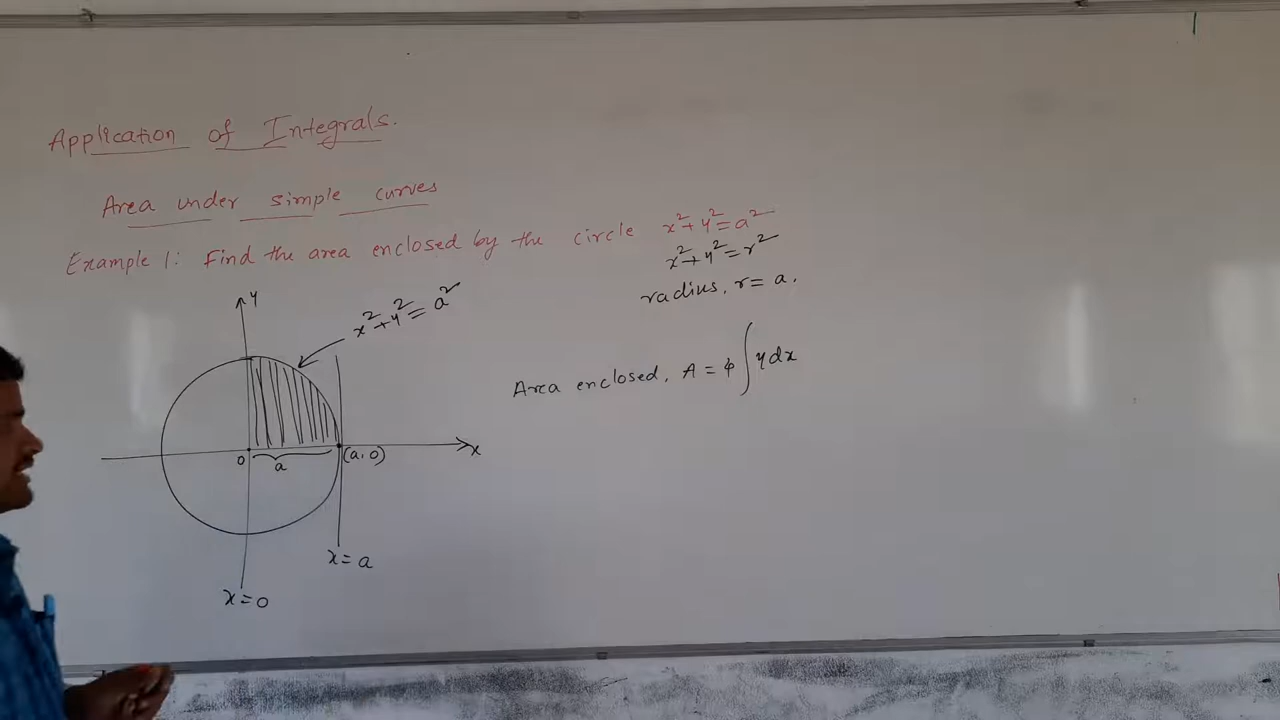 Application of Integrals.
Area under simple curves
Example 1: Find the area enclosed by the circle x²+y²=a²
x²+y²=r²
radius, r=a.
y
x²+y²=a²
Area enclosed, A = 4∫ydx
0
a
(a,0)
x
x=a
x=0